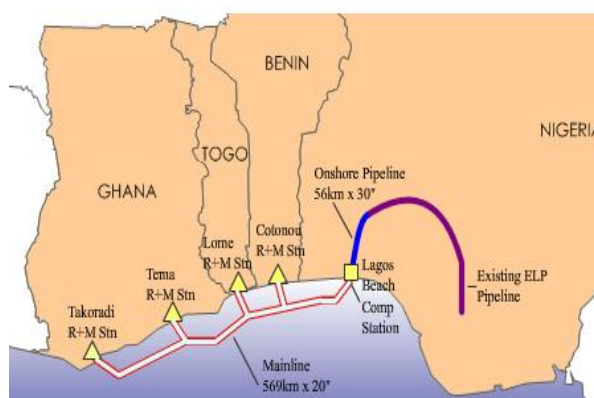 BENIN
NIGERIA
TOGO
GHANA
Onshore Pipeline
56km x 30"
Lome
R+M Stn
Cotonou
R+M Stn
Tema
R+M Stn
Lagos
Beach
Comp
Station
Existing ELP
Pipeline
Takoradi
R+M Stn
Mainline
569km x 20"